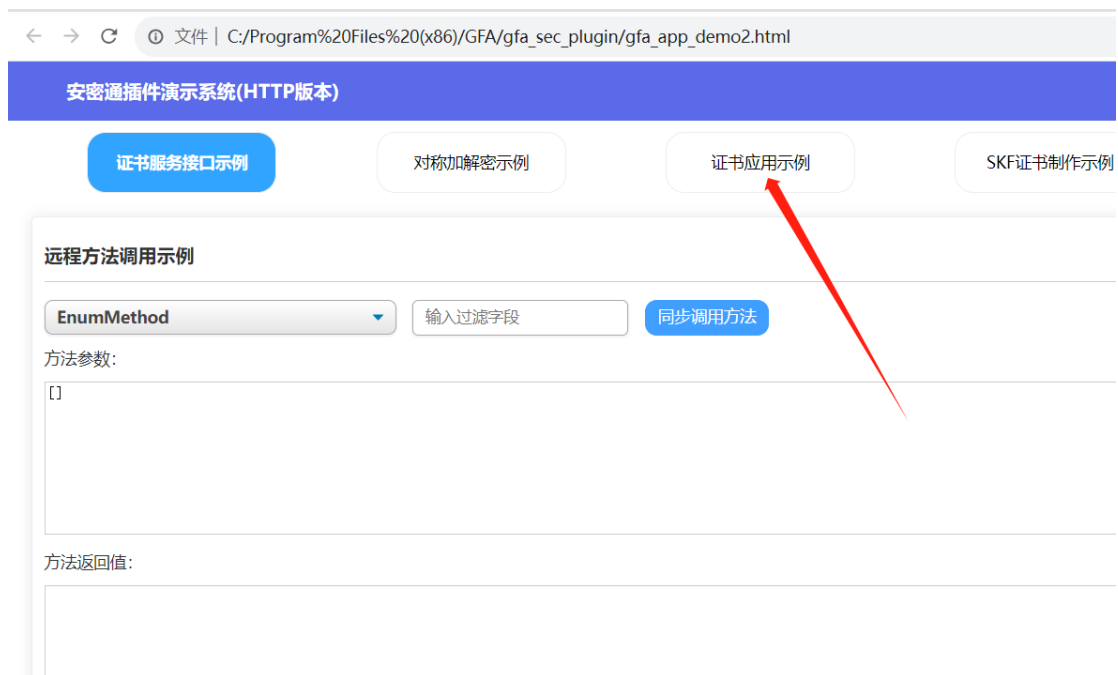 文件 C:/Program%20Files%20(x86)/GFA/gfa_sec_plugin/gfa_app_demo2.html
安密通插件演示系统(HTTP版本)
证书服务接口示例 对称加解密示例 证书应用示例 SKF证书制作示例
远程方法调用示例
EnumMethod 输入过滤字段 同步调用方法
方法参数:
[]
方法返回值: